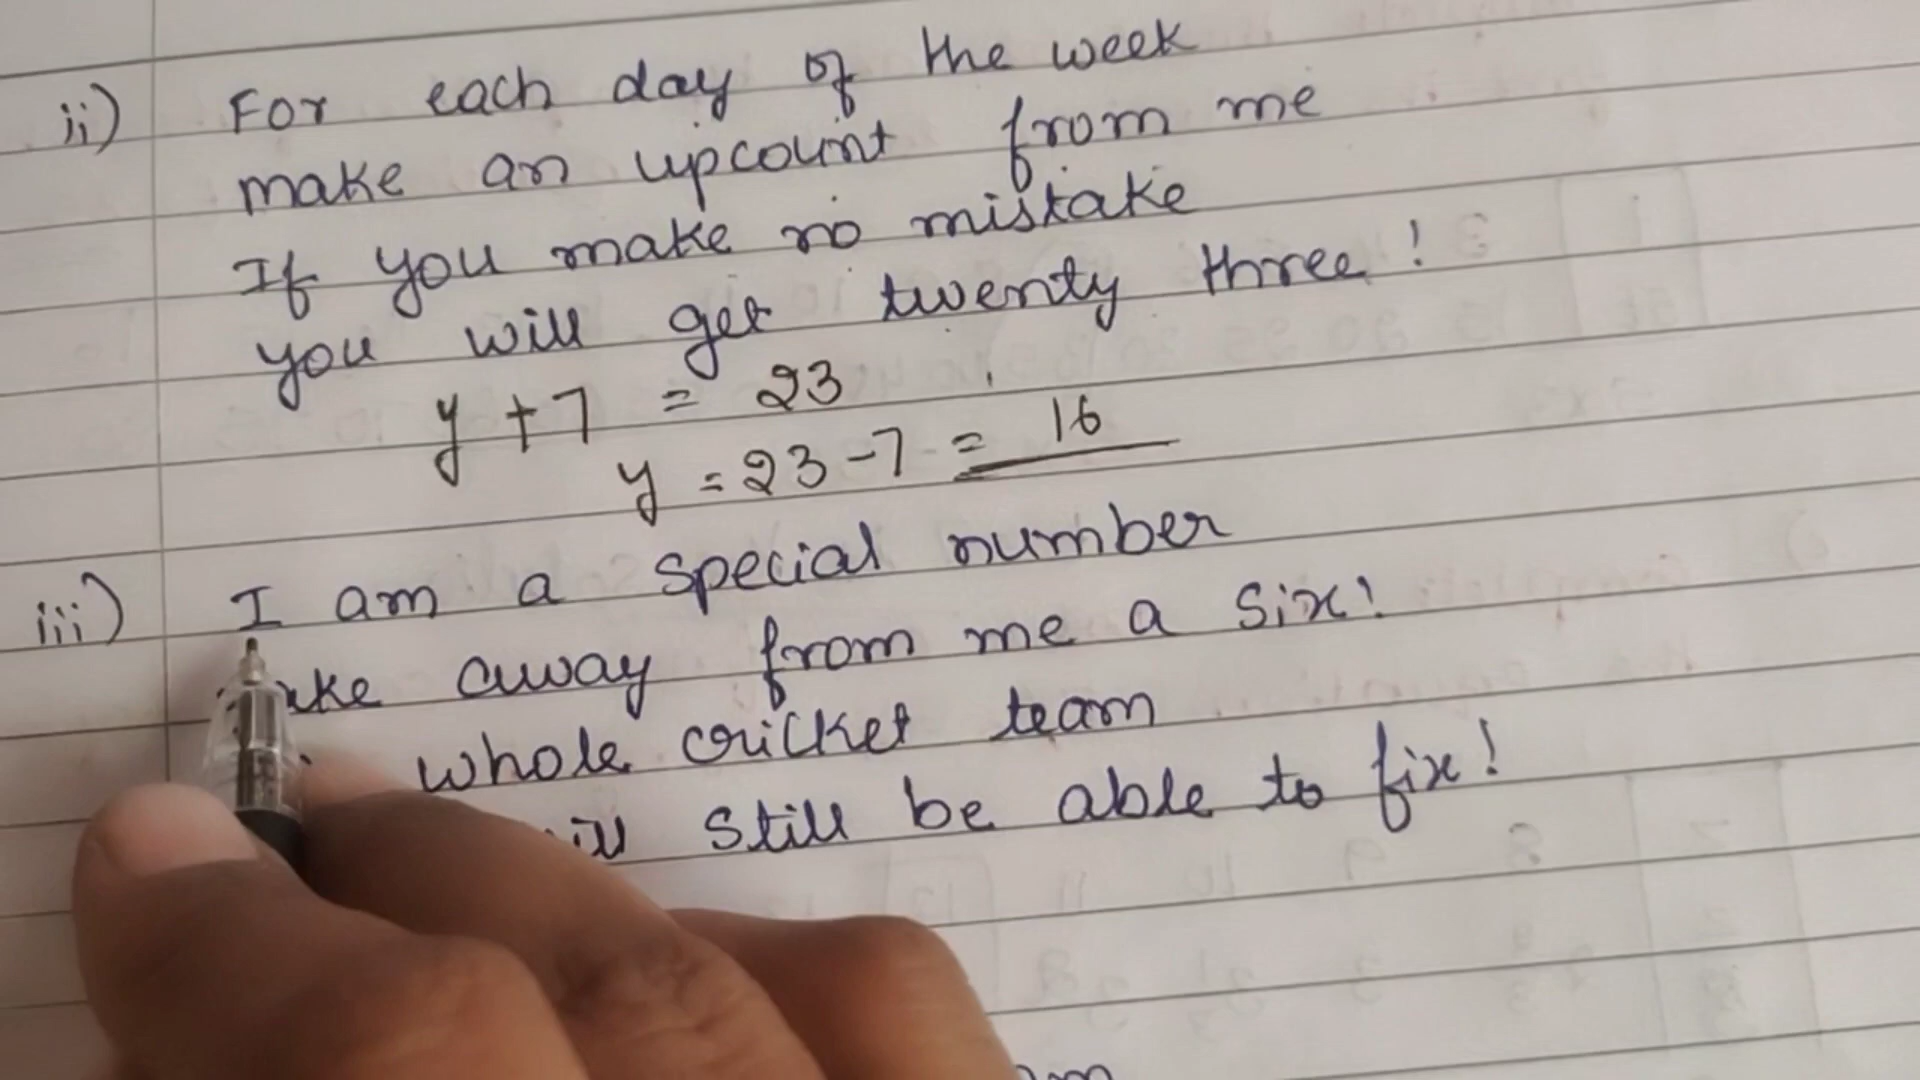 ii) For each day of the week
make an upcount from me
If you make no mistake
you will get twenty three!
y + 7 = 23
y = 23 - 7 = 16
iii) I am a special number
away from me a six!
whole cricket team
still be able to fix!